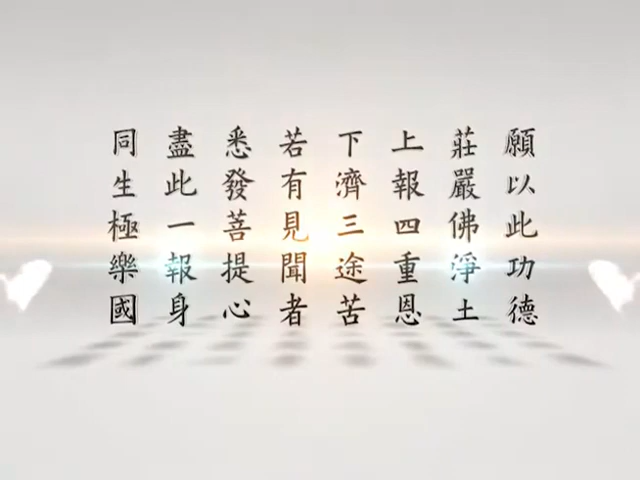 願以此功德
莊嚴佛淨土
上報四重恩
下濟三途苦
若有見聞者
悉發菩提心
盡此一報身
同生極樂國